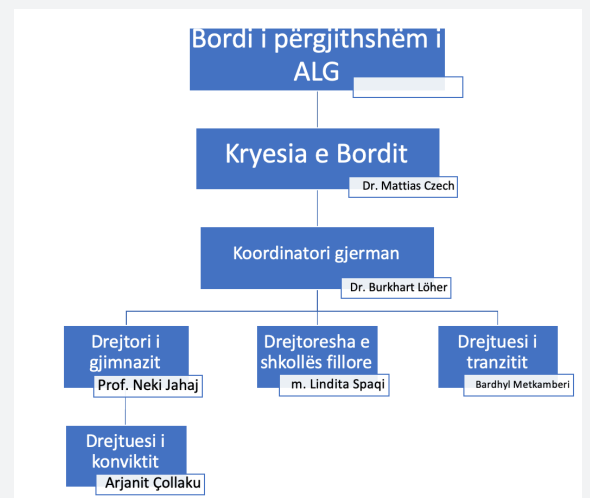 Bordi i përgjithshëm i
ALG
Kryesia e Bordit
Dr. Mattias Czech
Koordinatori gjerman
Dr. Burkhart Löher
Drejtori i
gjimnazit
Prof. Neki Jahaj
Drejtoresha e
shkollës fillore
m. Lindita Spaqi
Drejtuesi i
tranzitit
Bardhyl Metkamberi
Drejtuesi i
konviktit
Arjanit Çollaku